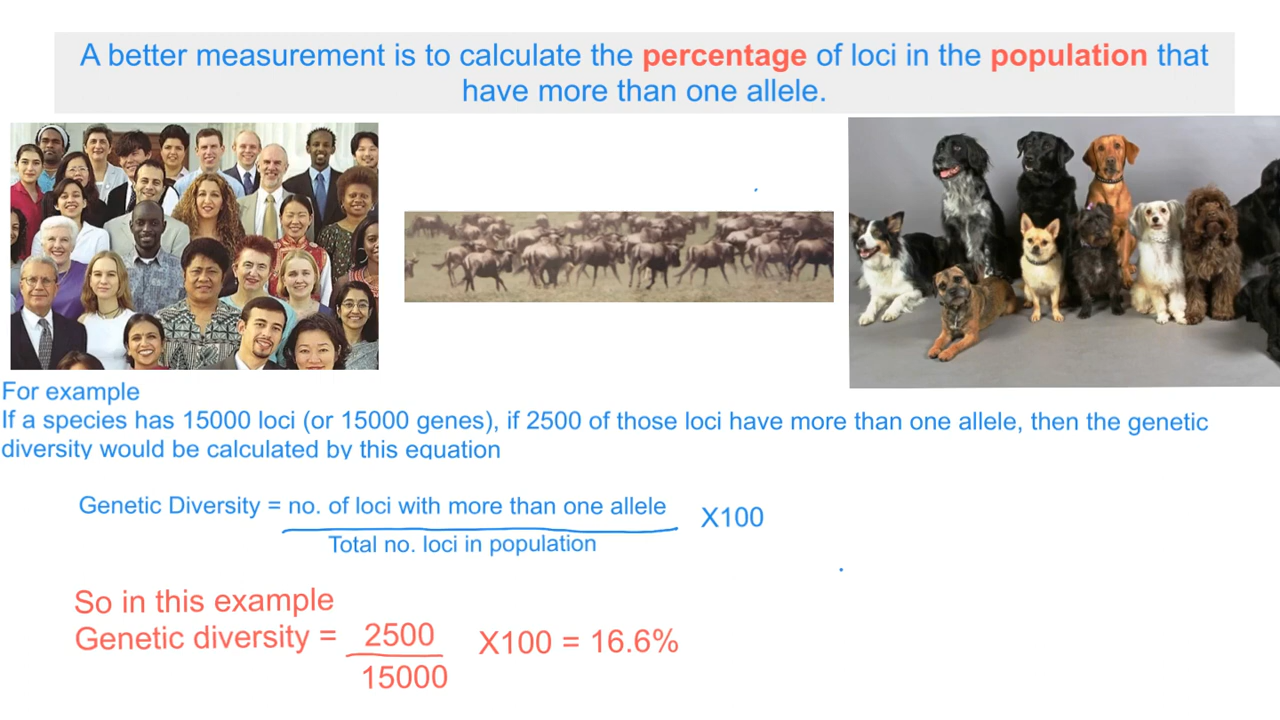 A better measurement is to calculate the percentage of loci in the population that
have more than one allele.
For example
If a species has 15000 loci (or 15000 genes), if 2500 of those loci have more than one allele, then the genetic
diversity would be calculated by this equation
Genetic Diversity = no. of loci with more than one allele X100
Total no. loci in population
So in this example
Genetic diversity = 2500 X100 = 16.6%
15000